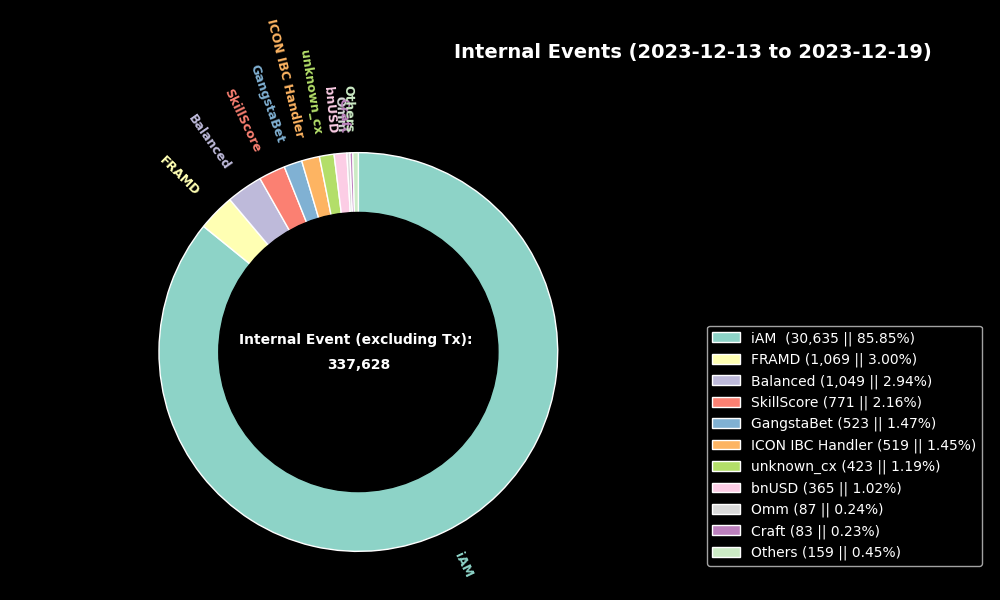 Internal Events (2023-12-13 to 2023-12-19)
ICON IBC Handler
unknown_cx
GangstaBet
SkillScore
bnUSD
Omm
Others
Balanced
FRAMD
Internal Event (excluding Tx):
337,628
iAM
iAM (30,635 || 85.85%)
FRAMD (1,069 || 3.00%)
Balanced (1,049 || 2.94%)
SkillScore (771 || 2.16%)
GangstaBet (523 || 1.47%)
ICON IBC Handler (519 || 1.45%)
unknown_cx (423 || 1.19%)
bnUSD (365 || 1.02%)
Omm (87 || 0.24%)
Craft (83 || 0.23%)
Others (159 || 0.45%)